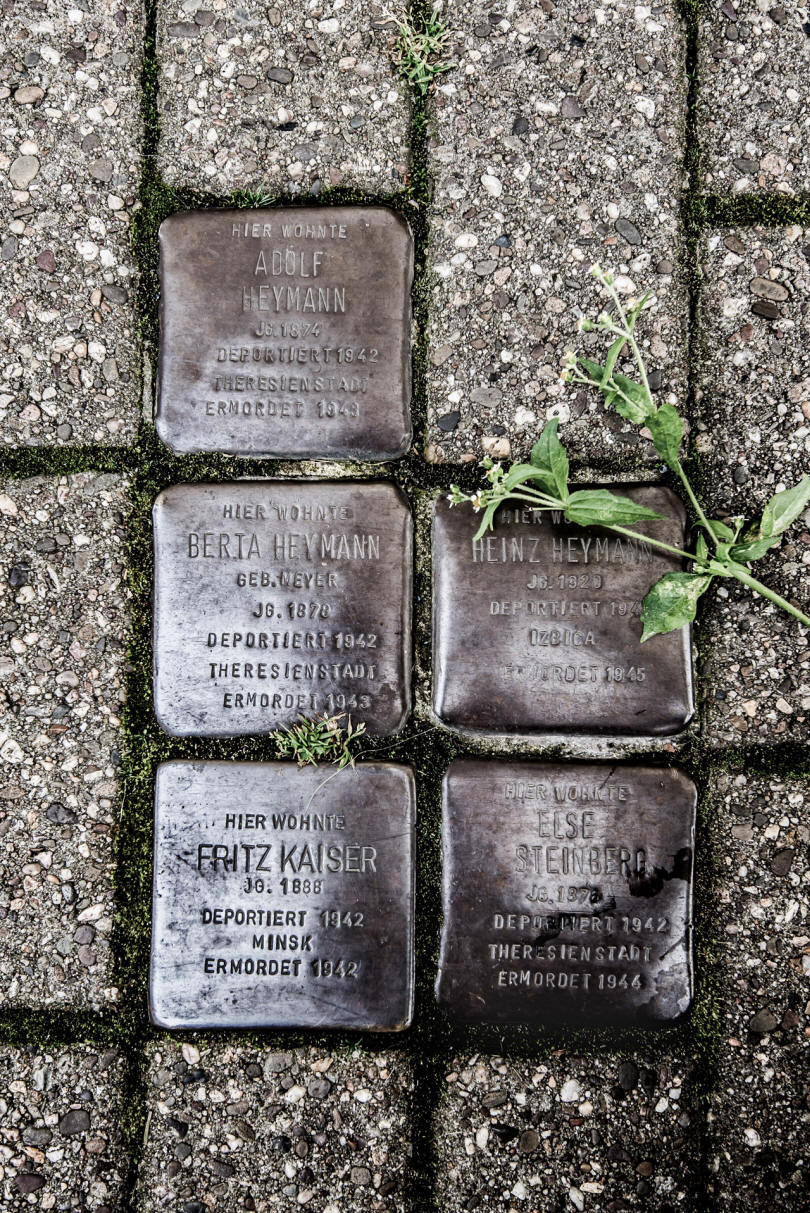 HIER WOHNTE
ADOLF
HEYMANN
JG. 1874
DEPORTIERT 1942
THERESIENSTADT
ERMORDET 1943
HIER WOHNTE
BERTA HEYMANN
GEB. MEYER
JG. 1878
DEPORTIERT 1942
THERESIENSTADT
ERMORDET 1943
HIER
HEINZ HEYMANN
JG. 1920
DEPORTIERT
IZBICA
ERMORDET 1945
HIER WOHNTE
FRITZ KAISER
JG. 1888
DEPORTIERT 1942
MINSK
ERMORDET 1942
HIER WOHNTE
ELSE
STEINBERG
JG.
DEPORTIERT 1942
THERESIENSTADT
ERMORDET 1944